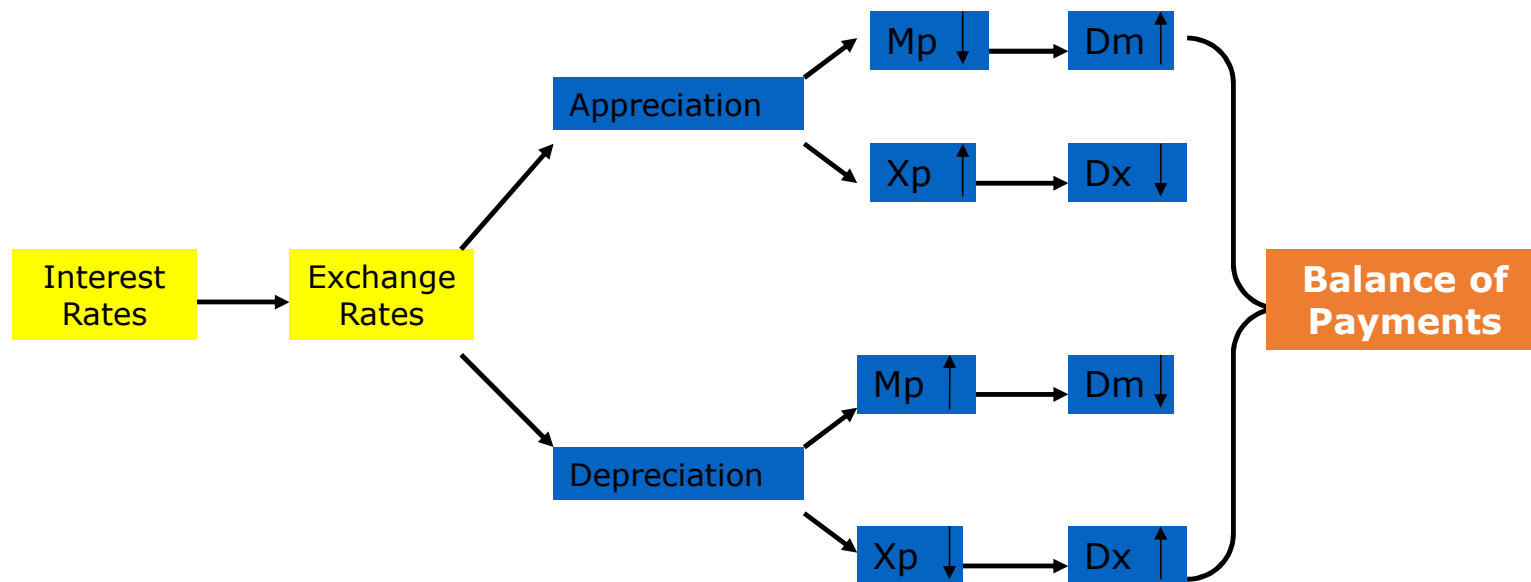 Mp ↓
Dm ↑
Appreciation
Xp ↑
Dx ↓
Interest
Rates
Exchange
Rates
Balance of
Payments
Mp ↑
Dm ↓
Depreciation
Xp ↓
Dx ↑